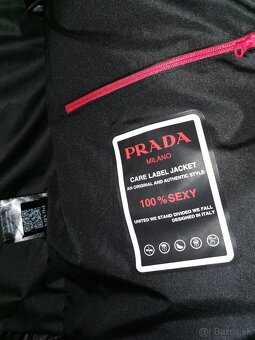 PRADA
MILANO
CARE LABEL JACKET
AN ORIGINAL AND AUTHENTIC STYLE
100% SEXY
UNITED WE STAND DIVIDED WE FALL
DESIGNED IN ITALY
PRADA
Bazos.sk